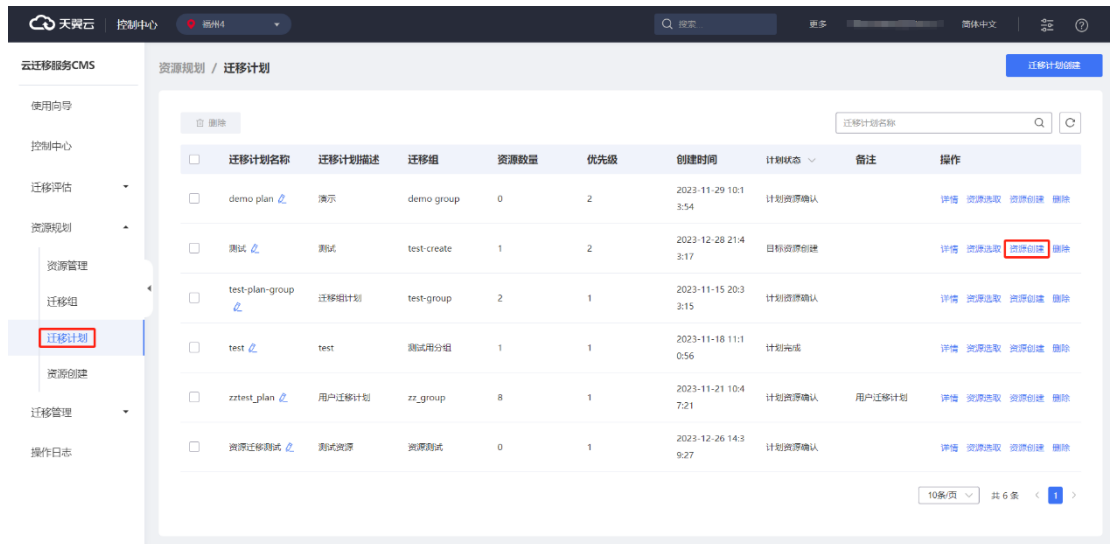 天翼云 控制中心 福州4 搜索... 更多 简体中文
云迁移服务CMS
资源规划 / 迁移计划
迁移计划创建
使用向导
控制中心
迁移评估
资源规划
资源管理
迁移组
迁移计划
资源创建
迁移管理
操作日志
删除
迁移计划名称
迁移计划名称 迁移计划描述 迁移组 资源数量 优先级 创建时间 计划状态 备注 操作
demo plan 演示 demo group 0 2 2023-11-29 10:1 计划资源确认 详情 资源选取 资源创建 删除
3:54
测试 测试 test-create 1 2 2023-12-28 21:4 目标资源创建 详情 资源选取 资源创建 删除
3:17
test-plan-group 迁移组计划 test-group 2 1 2023-11-15 20:3 计划资源确认 详情 资源选取 资源创建 删除
3:15
test test 测试用分组 1 1 2023-11-18 11:1 计划完成 详情 资源选取 资源创建 删除
0:56
zztest_plan 用户迁移计划 zz_group 8 1 2023-11-21 10:4 计划资源确认 用户迁移计划 详情 资源选取 资源创建 删除
7:21
资源迁移测试 测试资源 资源测试 0 1 2023-12-26 14:3 计划资源确认 详情 资源选取 资源创建 删除
9:27
10条/页 共 6 条 1